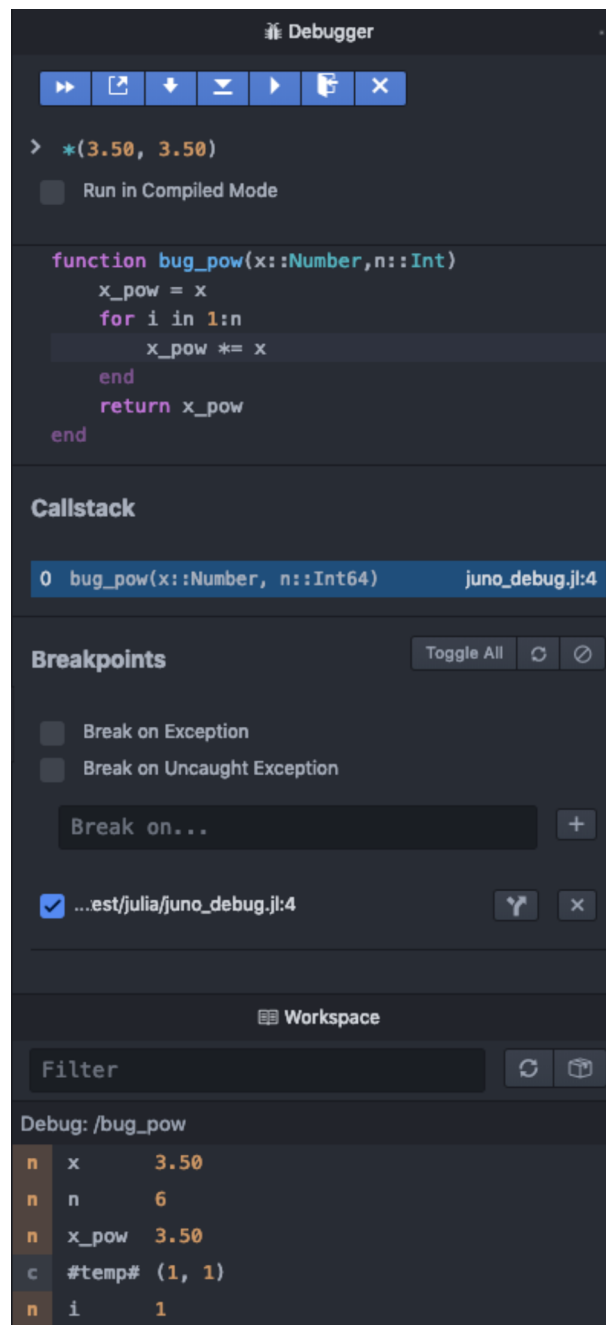 Debugger
> *(3.50, 3.50)
Run in Compiled Mode
function bug_pow(x::Number,n::Int)
    x_pow = x
    for i in 1:n
        x_pow *= x
    end
    return x_pow
end
Callstack
0 bug_pow(x::Number, n::Int64) juno_debug.jl:4
Breakpoints Toggle All
Break on Exception
Break on Uncaught Exception
Break on... +
...est/julia/juno_debug.jl:4
Workspace
Filter
Debug: /bug_pow
n x 3.50
n n 6
n x_pow 3.50
c #temp# (1, 1)
n i 1